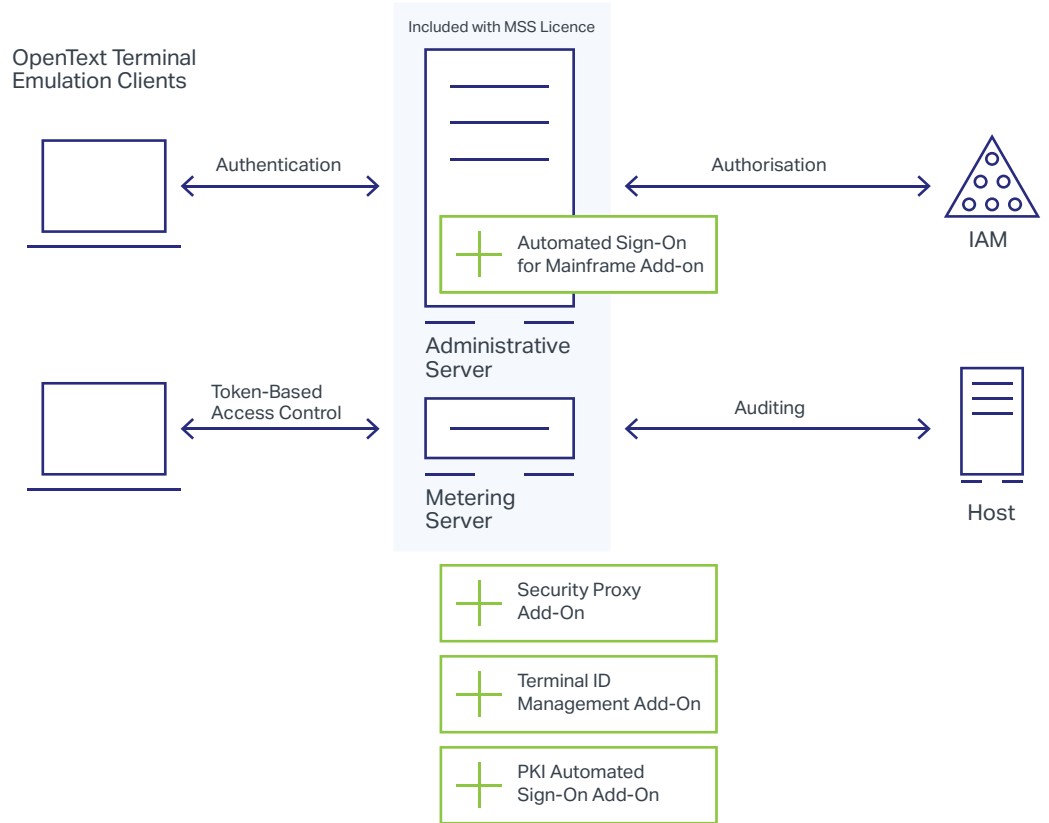 Included with MSS Licence
OpenText Terminal
Emulation Clients
Authentication
Authorisation
Automated Sign-On
for Mainframe Add-on
IAM
Administrative
Server
Token-Based
Access Control
Auditing
Metering
Server
Host
Security Proxy
Add-On
Terminal ID
Management Add-On
PKI Automated
Sign-On Add-On